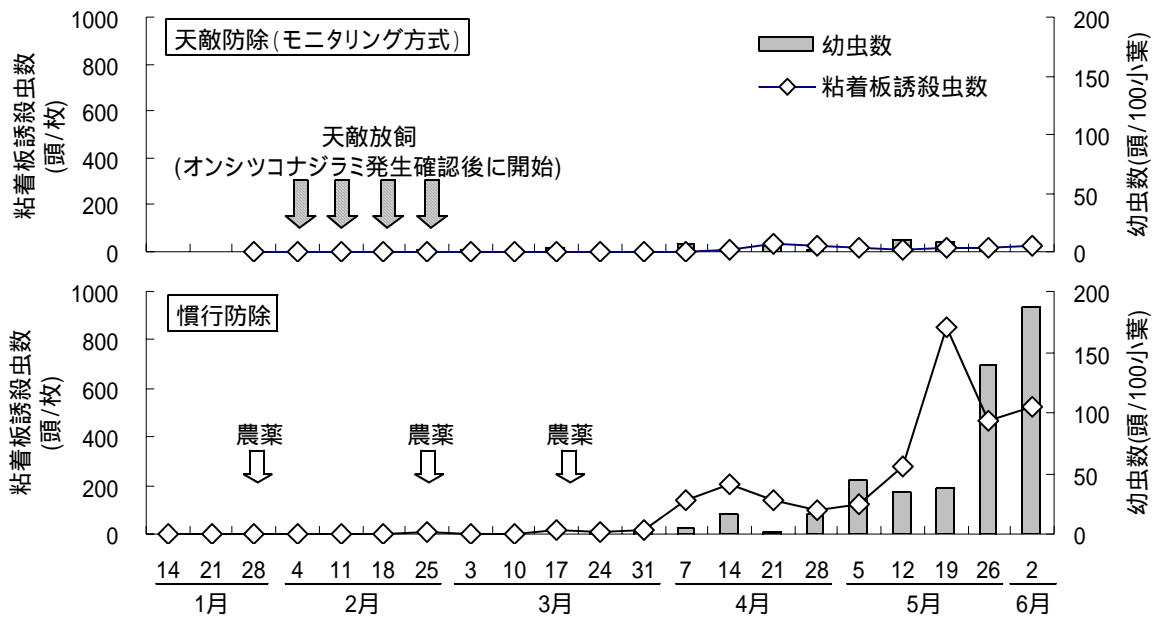 天敵防除(モニタリング方式)
幼虫数
粘着板誘殺虫数
天敵放飼
(オンシツコナジラミ発生確認後に開始)
粘着板誘殺虫数
(頭/枚)
1000
800
600
400
200
0
200
150
100
50
0
幼虫数(頭/100小葉)
慣行防除
農薬 農薬 農薬
粘着板誘殺虫数
(頭/枚)
1000
800
600
400
200
0
200
150
100
50
0
幼虫数(頭/100小葉)
14 21 28 4 11 18 25 3 10 17 24 31 7 14 21 28 5 12 19 26 2
1月 2月 3月 4月 5月 6月